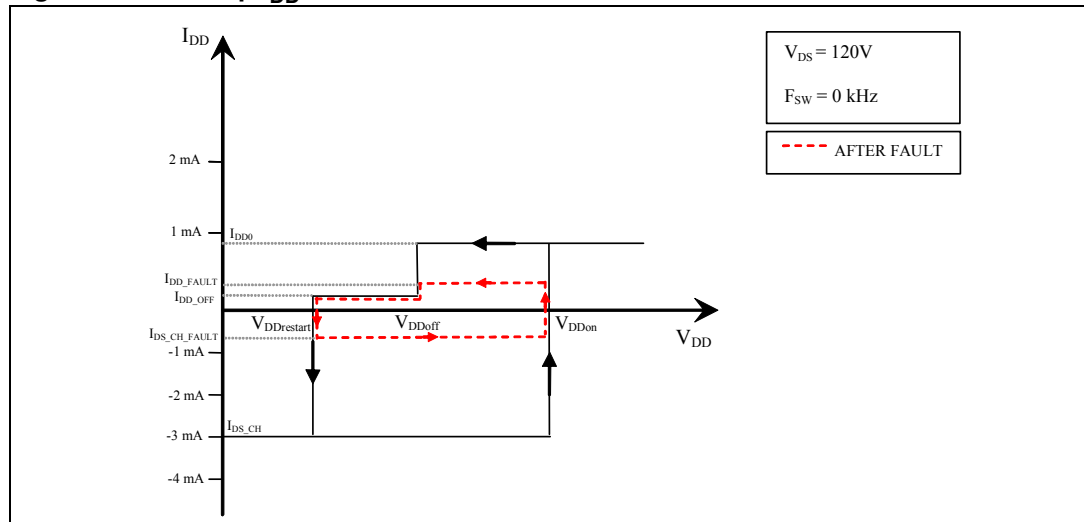 I_DD
V_DS = 120V
F_SW = 0 kHz
AFTER FAULT
2 mA
1 mA
I_DD0
I_DD_FAULT
I_DD_OFF
V_DDrestart
V_DDoff
V_DDon
V_DD
I_DS_CH_FAULT
-1 mA
-2 mA
I_DS_CH
-3 mA
-4 mA